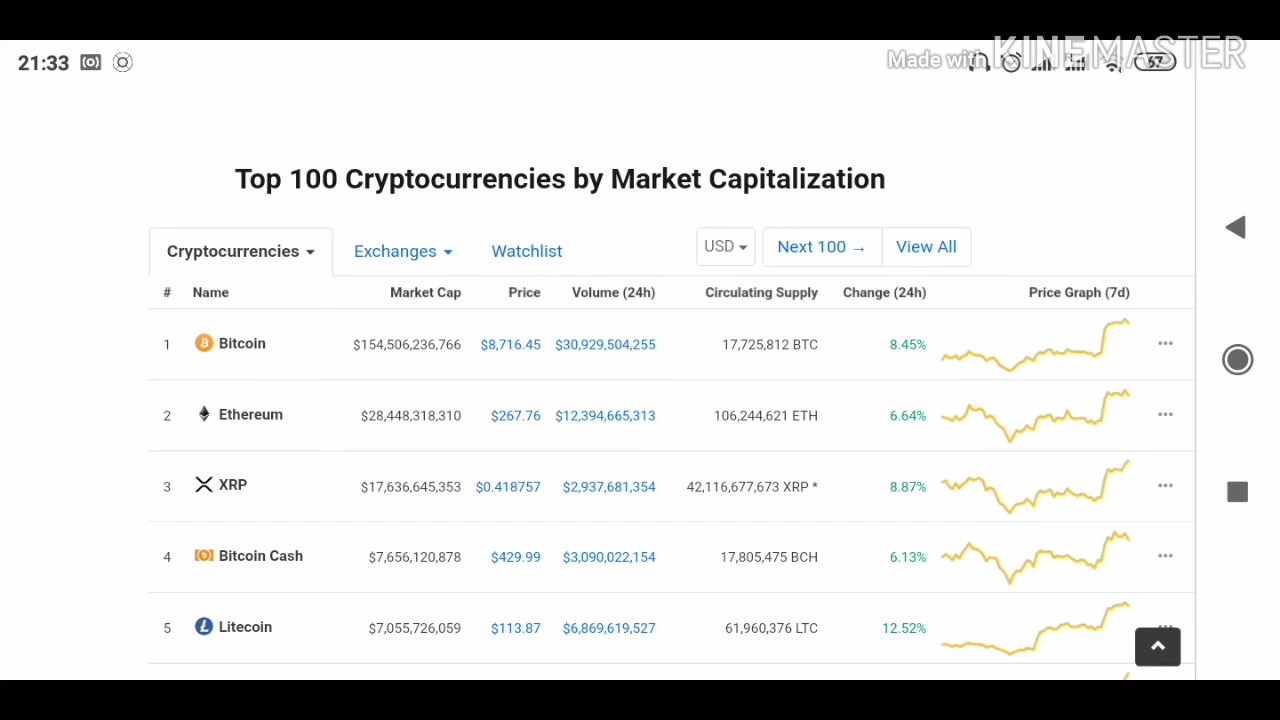 21:33
Made with KINEMASTER
57
Top 100 Cryptocurrencies by Market Capitalization
Cryptocurrencies Exchanges Watchlist USD Next 100 → View All
# Name Market Cap Price Volume (24h) Circulating Supply Change (24h) Price Graph (7d)
1 Bitcoin $154,506,236,766 $8,716.45 $30,929,504,255 17,725,812 BTC 8.45%
2 Ethereum $28,448,318,310 $267.76 $12,394,665,313 106,244,621 ETH 6.64%
3 XRP $17,636,645,353 $0.418757 $2,937,681,354 42,116,677,673 XRP * 8.87%
4 Bitcoin Cash $7,656,120,878 $429.99 $3,090,022,154 17,805,475 BCH 6.13%
5 Litecoin $7,055,726,059 $113.87 $6,869,619,527 61,960,376 LTC 12.52%